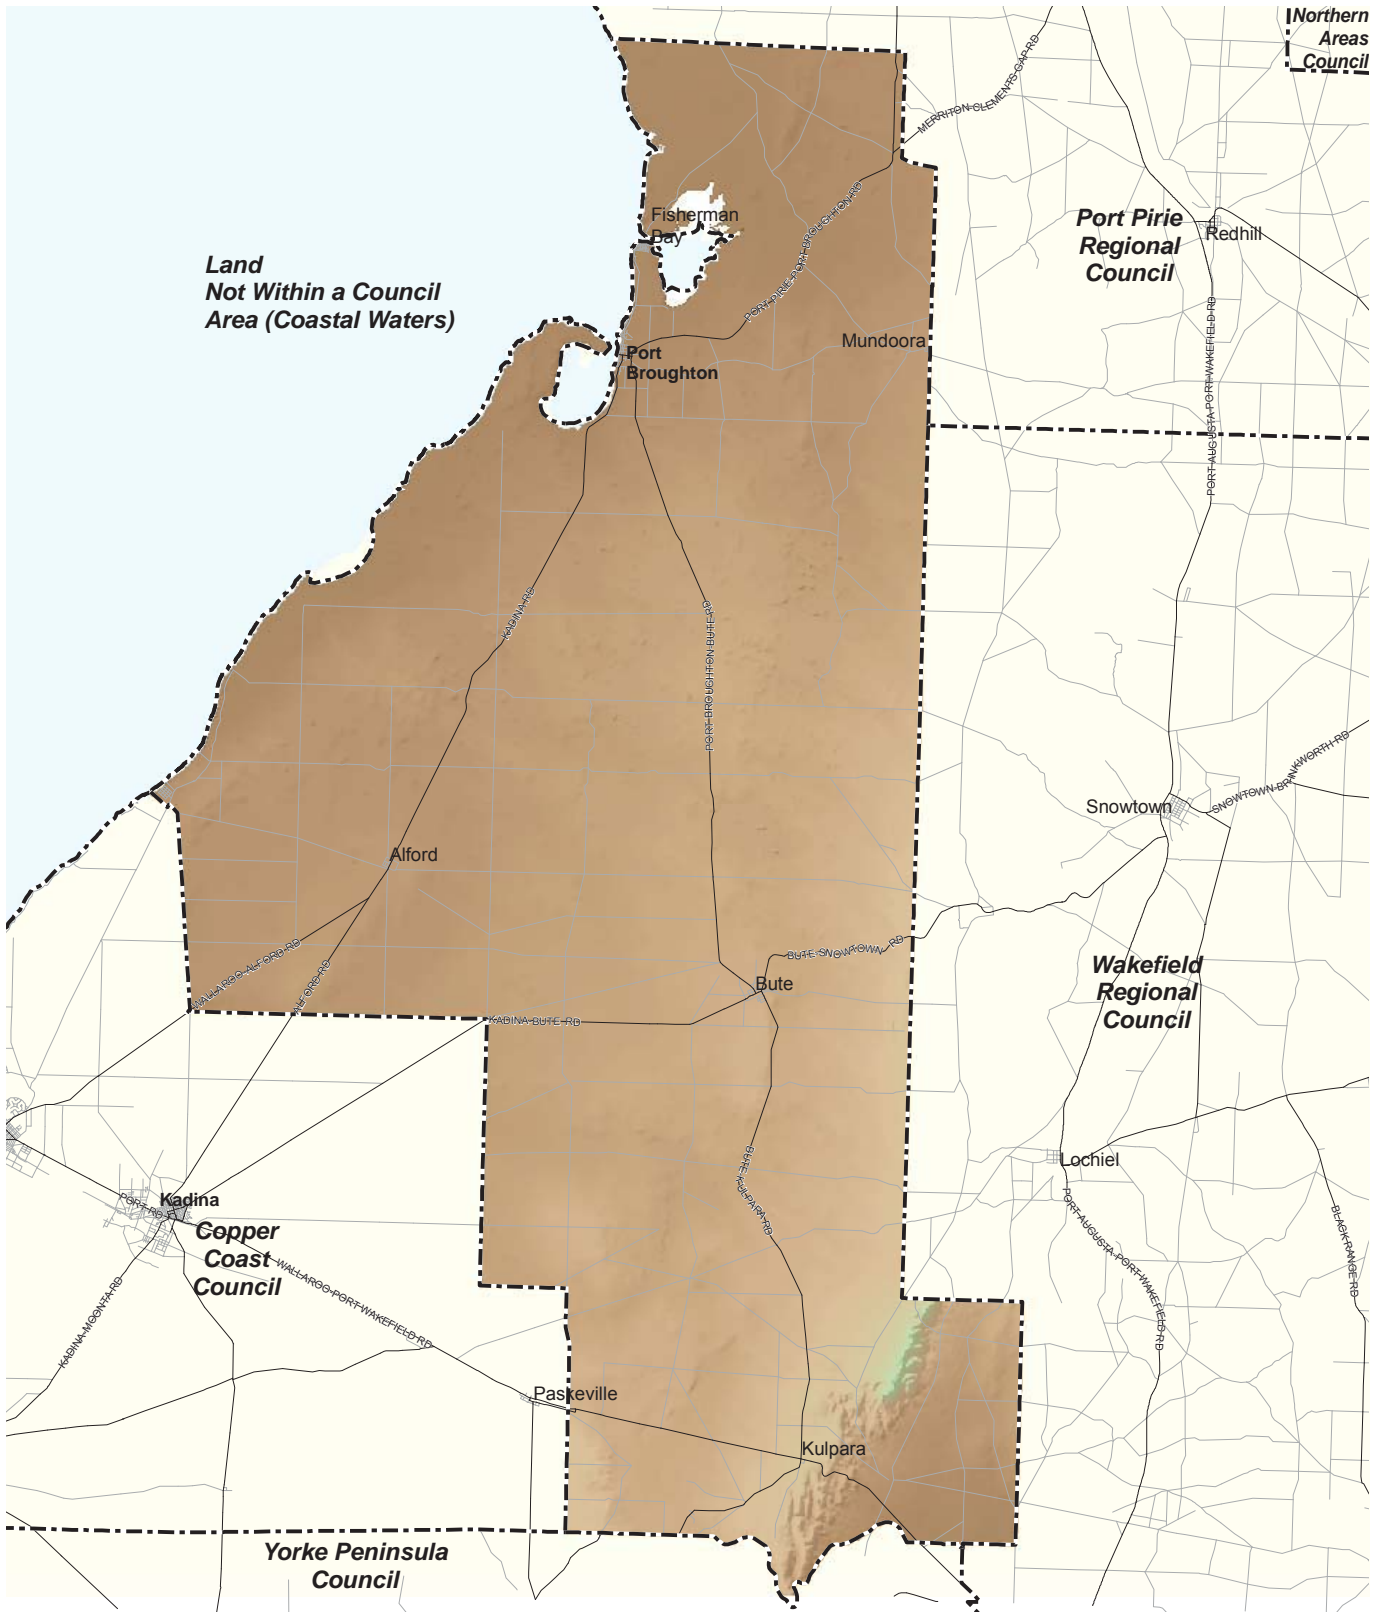 Northern
Areas
Council
MERRITON-CLEMENTS-GAP-RD
Port Pirie
Regional
Council
Redhill
Fisherman
Bay
PORT-PIRIE-PORT-BROUGHTON-RD
Land
Not Within a Council
Area (Coastal Waters)
PORT-AUGUSTA-PORT-WAKEFIELD-RD
Mundoora
Port
Broughton
KADINA-RD
PORT-BROUGHTON-BUTE-RD
SNOWTOWN-BRINKWORTH RD
Snowtown
Alford
WALLAROO-ALFORD-RD
ALFORD-RD
BUTE-SNOWTOWN-RD
Bute
Wakefield
Regional
Council
KADINA-BUTE-RD
BUTE-KULPARA-RD
Lochiel
PORT-AUGUSTA-PORT-WAKEFIELD-RD
BLACK-RANGE-RD
PORT-RD
Kadina
Copper
Coast
Council
KADINA-MOONTA-RD
WALLAROO-PORT-WAKEFIELD-RD
Paskeville
Kulpara
Yorke Peninsula
Council